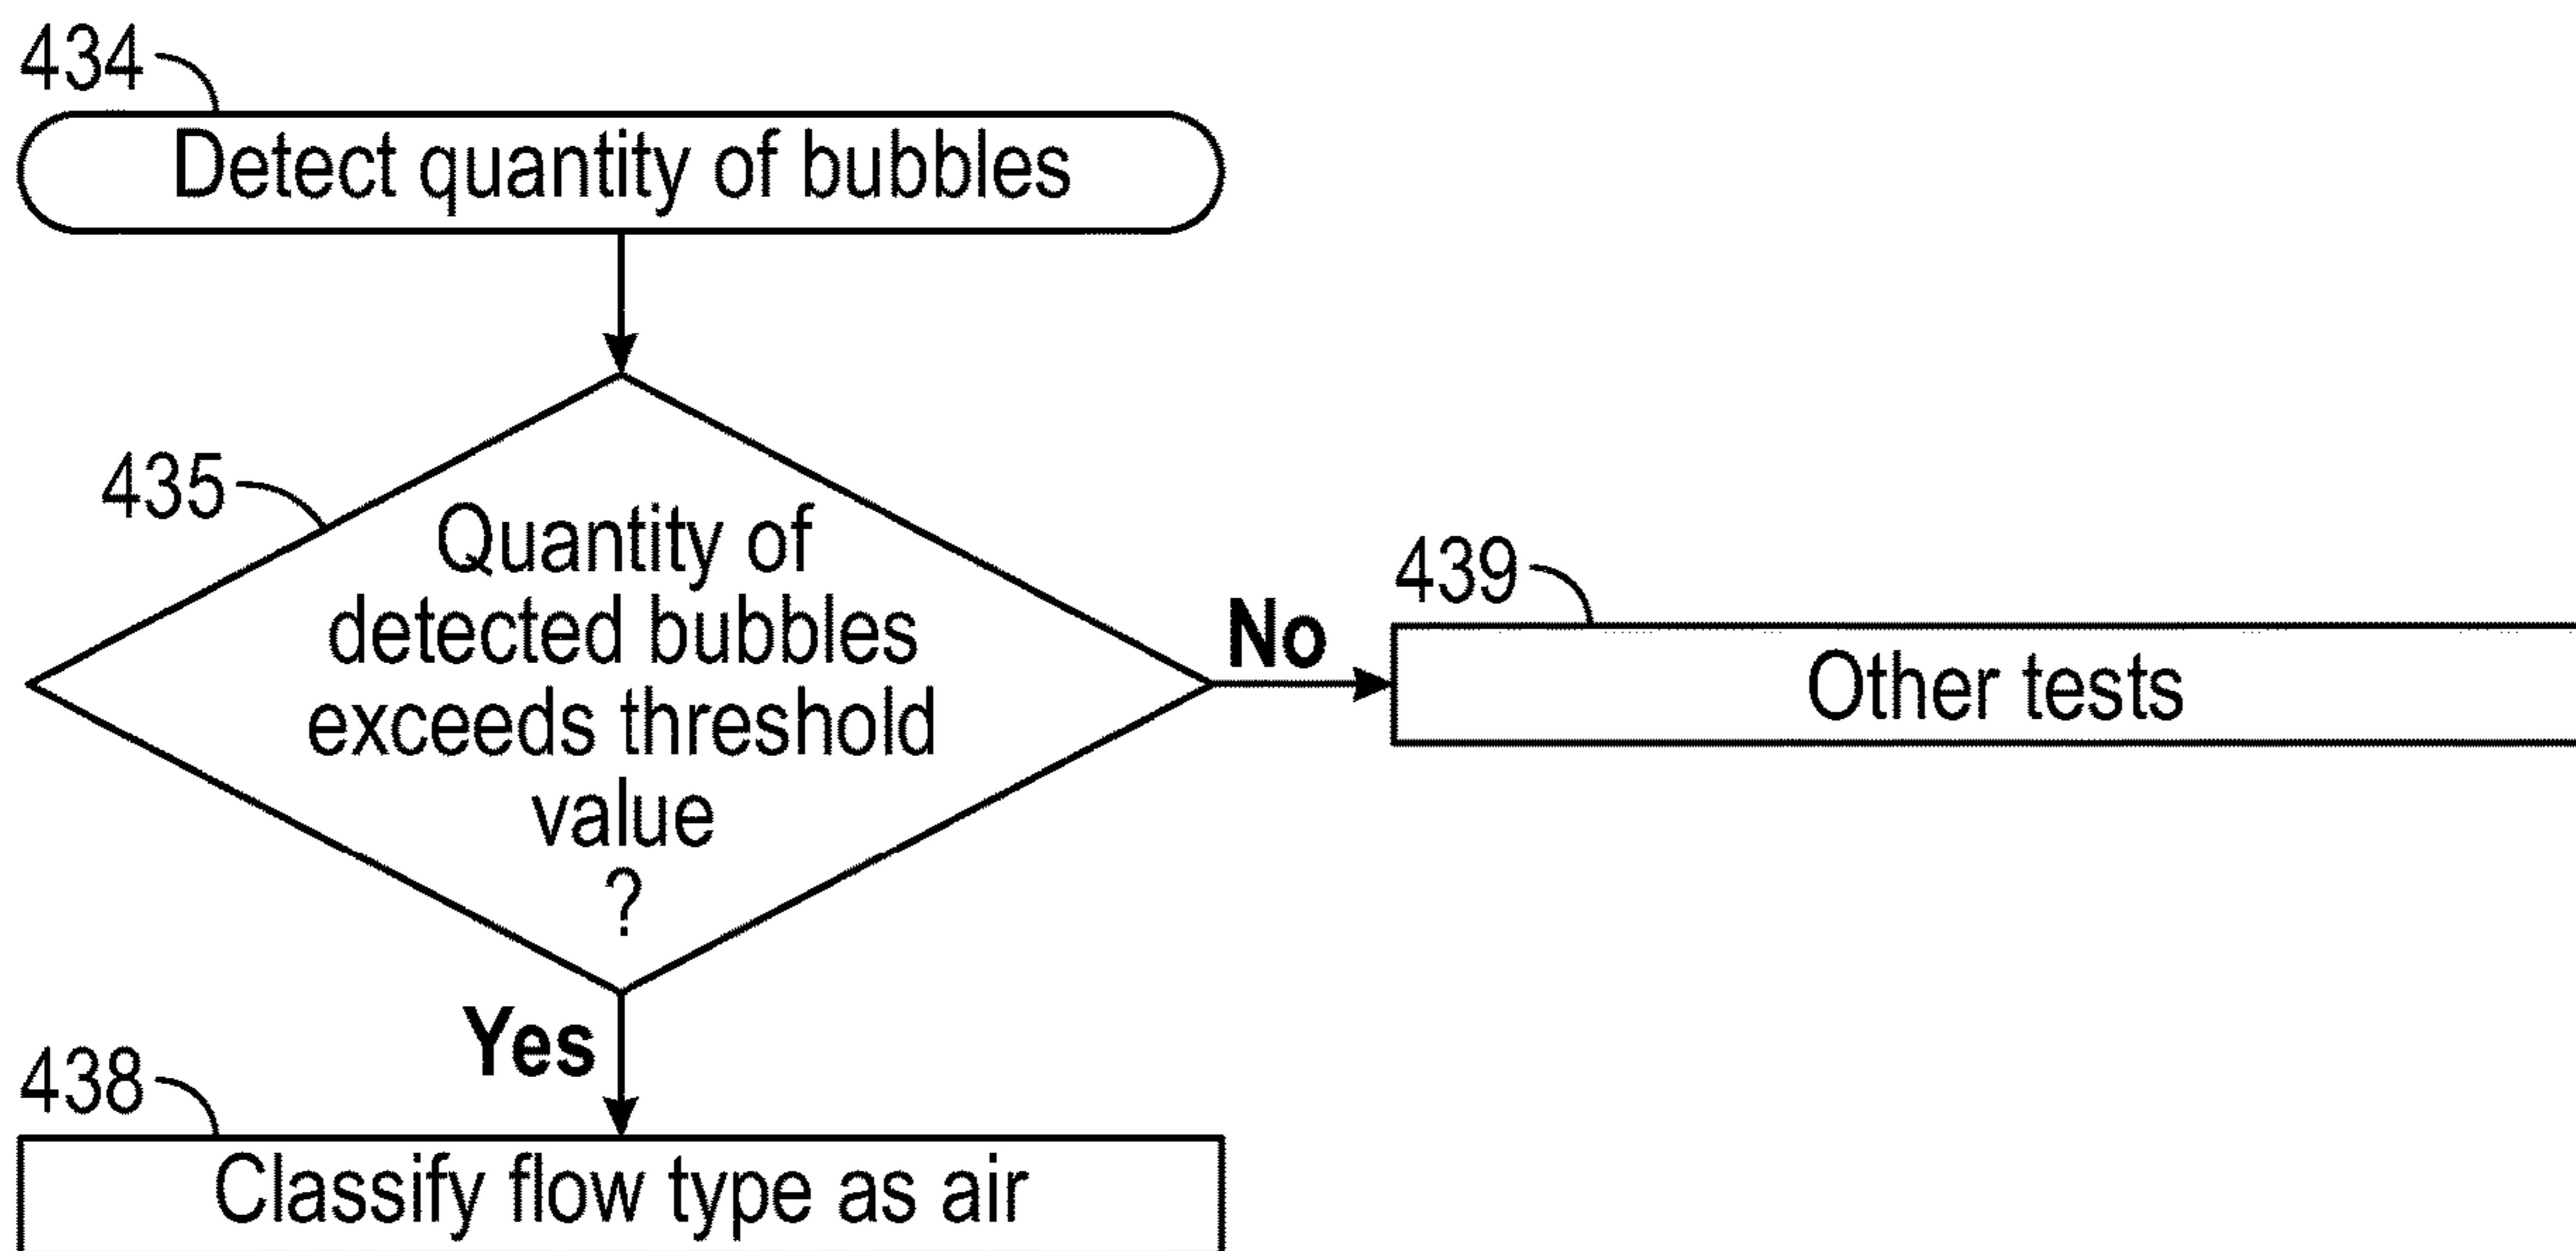 434
Detect quantity of bubbles
435
Quantity of
detected bubbles
exceeds threshold
value
?
No
439
Other tests
Yes
438
Classify flow type as air